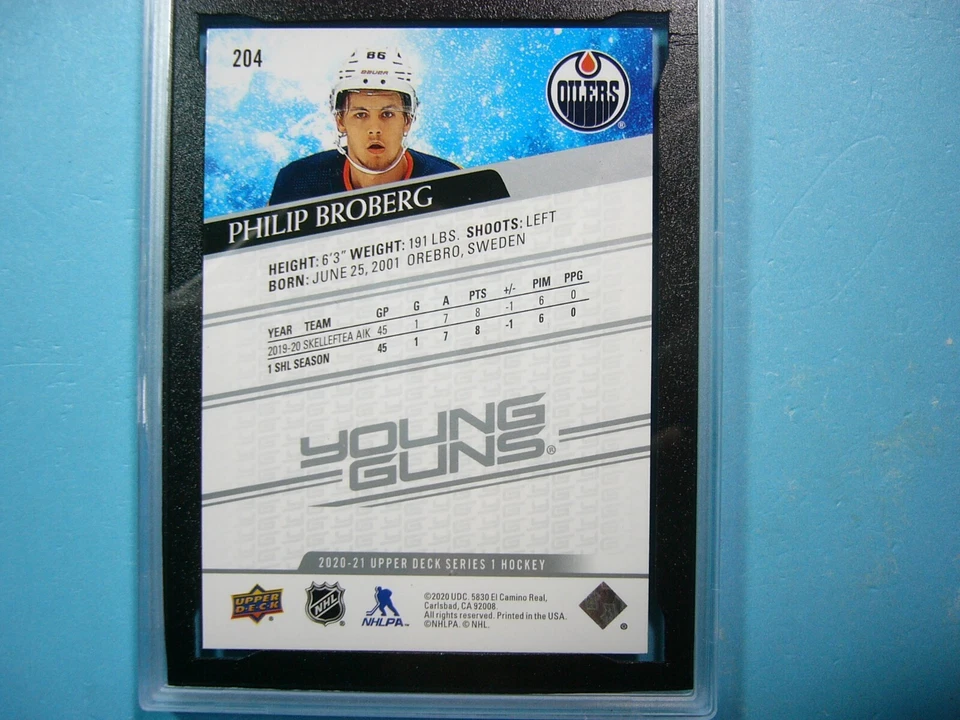 204
86
BAUER
OILERS
PHILIP BROBERG
HEIGHT: 6'3" WEIGHT: 191 LBS. SHOOTS: LEFT
BORN: JUNE 25, 2001 OREBRO, SWEDEN
YEAR TEAM GP G A PTS +/- PIM PPG
2019-20 SKELLEFTEA AIK 45 1 7 8 -1 6 0
1 SHL SEASON 45 1 7 8 -1 6 0
YOUNG
GUNS®
2020-21 UPPER DECK SERIES 1 HOCKEY
UPPER
DECK
NHL
NHLPA
©2020 UDC. 5830 El Camino Real,
Carlsbad, CA 92008.
All rights reserved. Printed in the USA.
©NHLPA. © NHL.